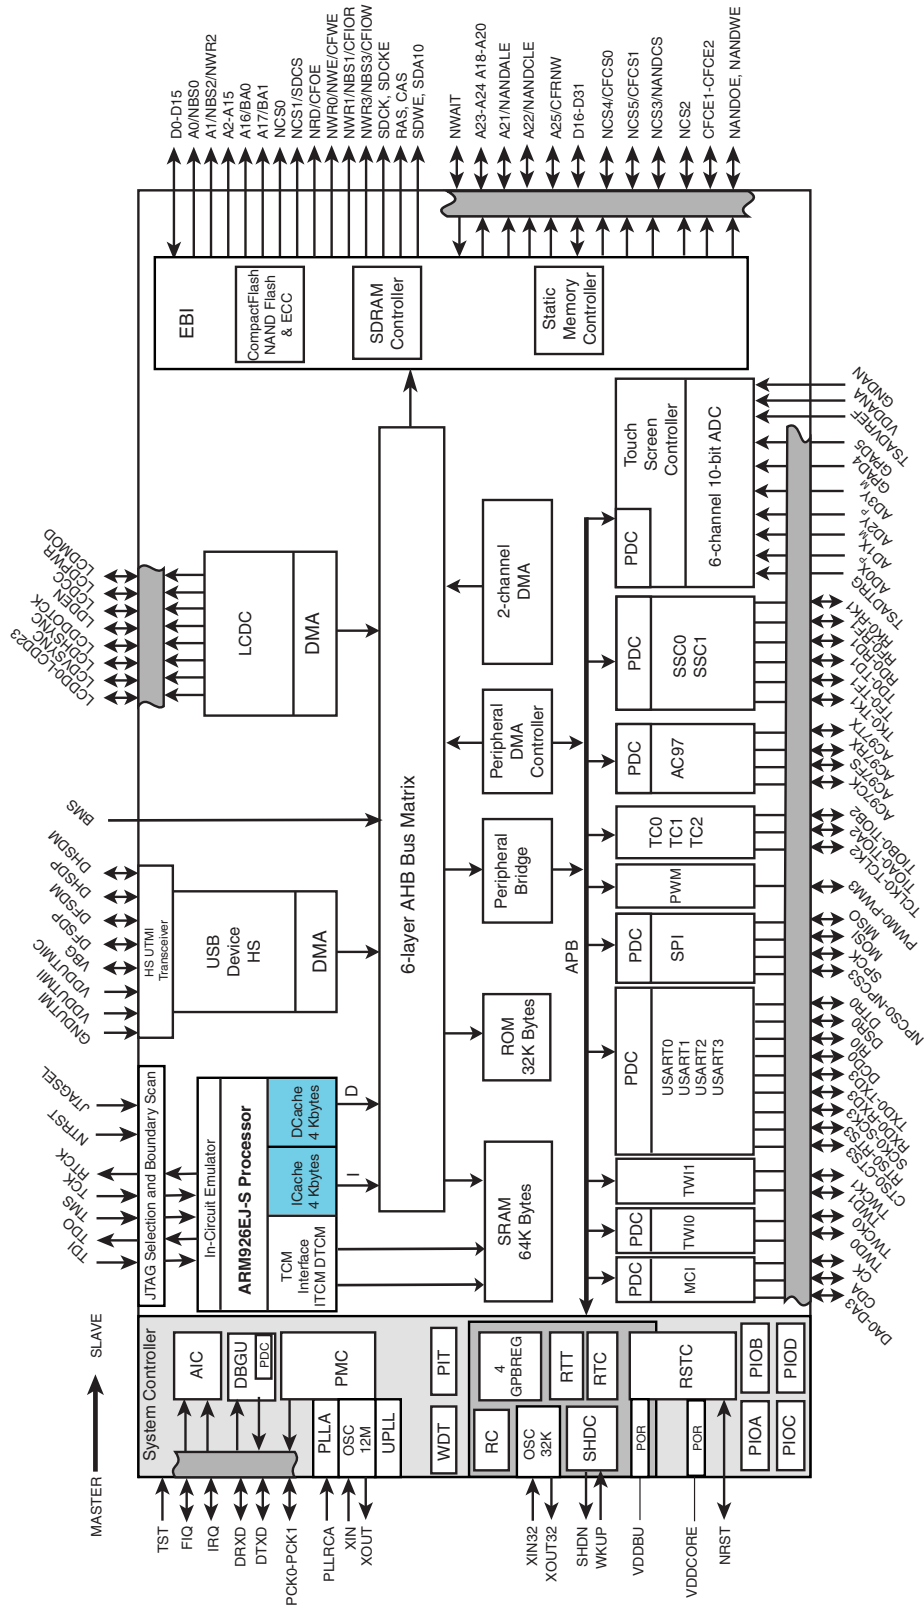 MASTER
SLAVE
TST
FIQ
IRQ
DRXD
DTXD
PCK0-PCK1
PLLRCA
XIN
XOUT
XIN32
XOUT32
SHDN
WKUP
VDDBU
VDDCORE
NRST
System Controller
AIC
DBGU
PDC
PMC
PLLA
OSC
12M
UPLL
WDT
PIT
4
GPBREG
RC
OSC
32K
RTT
RTC
SHDC
POR
RSTC
POR
PIOA
PIOB
PIOC
PIOD
TDI
TDO
TMS
TCK
RTCK
NTRST
JTAGSEL
JTAG Selection and Boundary Scan
In-Circuit Emulator
ARM926EJ-S Processor
TCM
Interface
ITCM DTCM
ICache
4 Kbytes
DCache
4 Kbytes
I
D
GNDUTMI
VDDUTMII
VDDUTMIC
VBG
DFSDP
DFSDM
DHSDP
DHSDM
HS UTMI
Transceiver
USB
Device
HS
DMA
BMS
LCDD0-LCDD23
LCDVSYNC
LCDHSYNC
LCDDOTCK
LCDDEN
LCDCC
LCDPWR
LCDMOD
LCDC
DMA
6-layer AHB Bus Matrix
SRAM
64K Bytes
ROM
32K Bytes
Peripheral
Bridge
Peripheral
DMA
Controller
2-channel
DMA
APB
EBI
CompactFlash
NAND Flash
& ECC
SDRAM
Controller
Static
Memory
Controller
D0-D15
A0/NBS0
A1/NBS2/NWR2
A2-A15
A16/BA0
A17/BA1
NCS0
NCS1/SDCS
NRD/CFOE
NWR0/NWE/CFWE
NWR1/NBS1/CFIOR
NWR3/NBS3/CFIOW
SDCK, SDCKE
RAS, CAS
SDWE, SDA10
NWAIT
A23-A24 A18-A20
A21/NANDALE
A22/NANDCLE
A25/CFRNW
D16-D31
NCS4/CFCS0
NCS5/CFCS1
NCS3/NANDCS
NCS2
CFCE1-CFCE2
NANDOE, NANDWE
PDC
MCI
PDC
TWI0
TWI1
PDC
USART0
USART1
USART2
USART3
PDC
SPI
PWM
TC0
TC1
TC2
PDC
AC97
PDC
SSC0
SSC1
PDC
Touch
Screen
Controller
6-channel 10-bit ADC
DA0-DA3
CDA
CK
TWD0
TWCK0
TWD1
TWCK1
CTS0-CTS3
RTS0-RTS3
SCK0-SCK3
RXD0-RXD3
TXD0-TXD3
DCD0
RI0
DSR0
DTR0
NPCS0-NPCS3
SPCK
MOSI
MISO
PWM0-PWM3
TCLK0-TCLK2
TIOA0-TIOA2
TIOB0-TIOB2
AC97CK
AC97FS
AC97RX
AC97TX
TK0-TK1
TF0-TF1
TD0-TD1
RD0-RD1
RF0-RF1
RK0-RK1
TSADTRG
AD0XP
AD1XM
AD2YP
AD3YM
GPAD4
GPAD5
TSADVREF
VDDANA
GNDAN